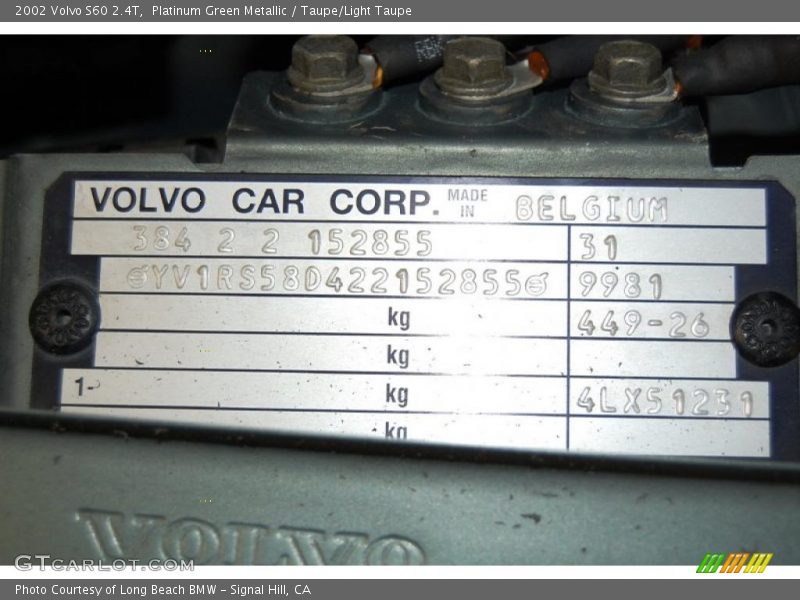 2002 Volvo S60 2.4T,  Platinum Green Metallic / Taupe/Light Taupe
VOLVO CAR CORP. MADE IN BELGIUM
384 2 2 152855 31
YV1RS58D422152855 9981
kg 449-26
kg
1- kg 4LX51231
kg
VOLVO
GTcarlot.com
Photo Courtesy of Long Beach BMW - Signal Hill, CA